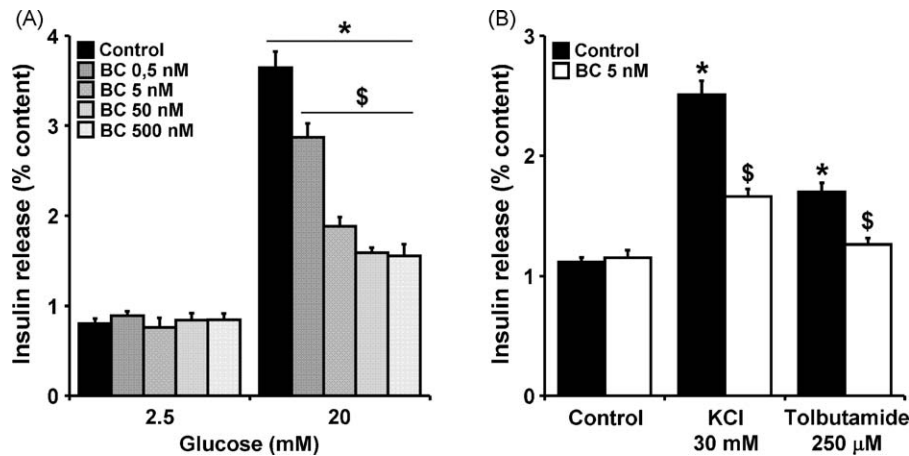 (A)
Insulin release (% content)
4
3
2
1
0
Control
BC 0,5 nM
BC 5 nM
BC 50 nM
BC 500 nM
*
$
2.5
20
Glucose (mM)
(B)
Insulin release (% content)
3
2
1
0
Control
BC 5 nM
*
$
*
$
Control
KCl
30 mM
Tolbutamide
250 μM